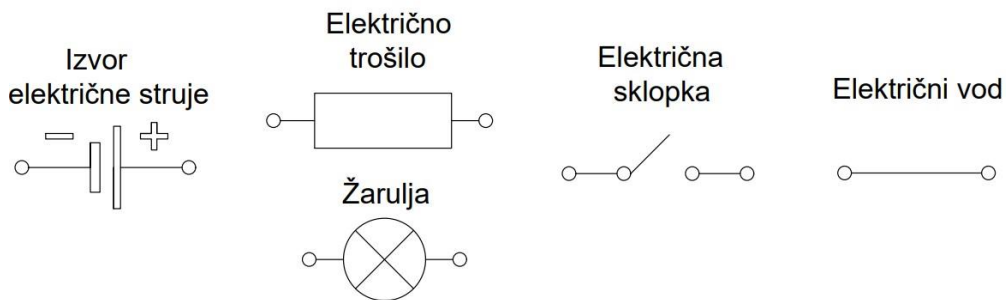 Izvor
električne struje
− +
Električno
trošilo
Žarulja
Električna
sklopka
Električni vod